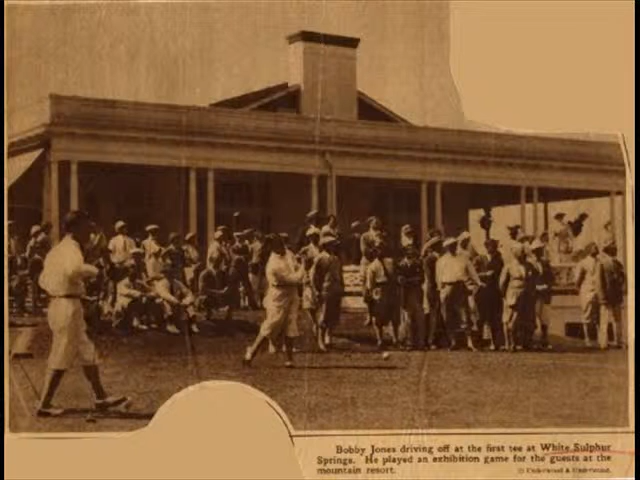 Bobby Jones driving off at the first tee at White Sulphur
Springs. He played an exhibition game for the guests at the
mountain resort.
© Underwood & Underwood.